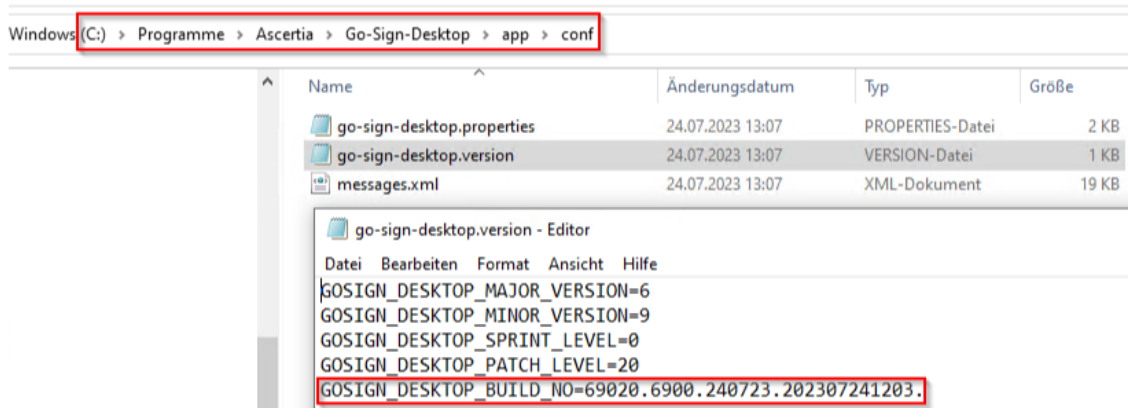 Windows (C:) > Programme > Ascertia > Go-Sign-Desktop > app > conf
Name Änderungsdatum Typ Größe
go-sign-desktop.properties 24.07.2023 13:07 PROPERTIES-Datei 2 KB
go-sign-desktop.version 24.07.2023 13:07 VERSION-Datei 1 KB
messages.xml 24.07.2023 13:07 XML-Dokument 19 KB
go-sign-desktop.version - Editor
Datei Bearbeiten Format Ansicht Hilfe
GOSIGN_DESKTOP_MAJOR_VERSION=6
GOSIGN_DESKTOP_MINOR_VERSION=9
GOSIGN_DESKTOP_SPRINT_LEVEL=0
GOSIGN_DESKTOP_PATCH_LEVEL=20
GOSIGN_DESKTOP_BUILD_NO=69020.6900.240723.202307241203.